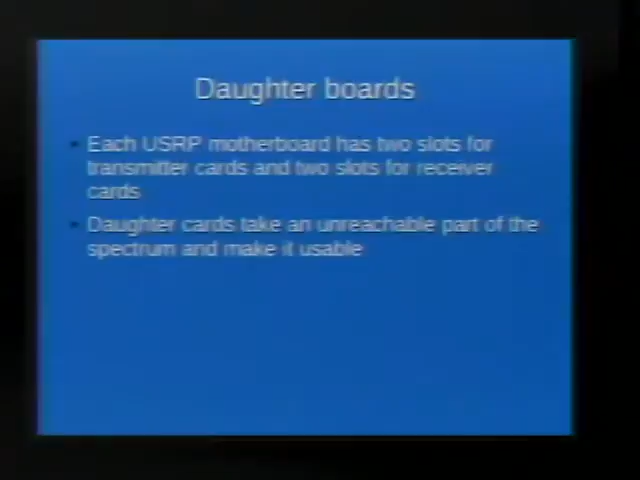 Daughter boards
Each USRP motherboard has two slots for
transmitter cards and two slots for receiver
cards
Daughter cards take an unreachable part of the
spectrum and make it usable